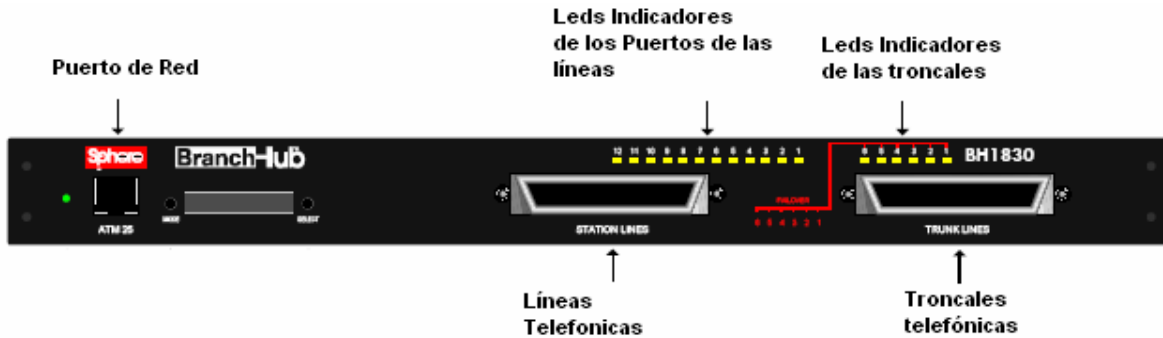 Leds Indicadores
de los Puertos de las
líneas
Leds Indicadores
de las troncales
Puerto de Red
Sphere
BranchHub
12 11 10 9 8 7 6 5 4 3 2 1
6 5 4 3 2 1
BH1830
MODE
SELECT
6 5 4 3 2 1
ATM 25
STATION LINES
TRUNK LINES
Líneas
Telefonicas
Troncales
telefónicas